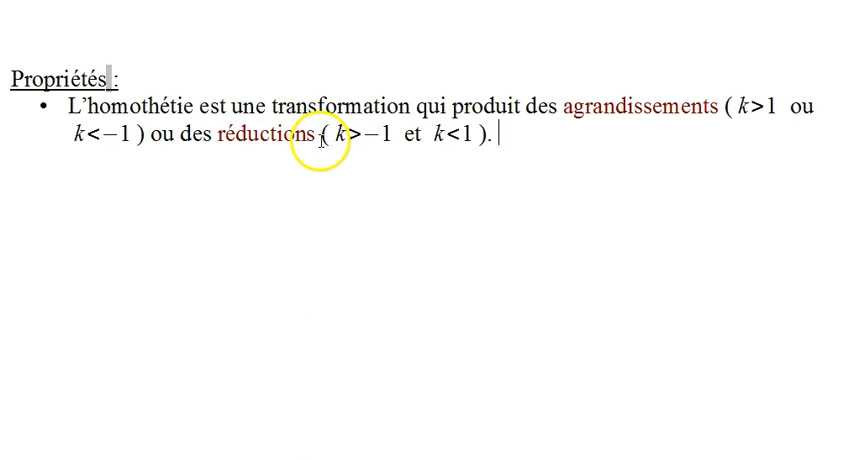 Propriétés :
• L’homothétie est une transformation qui produit des agrandissements ( k>1 ou
k<−1 ) ou des réductions ( k>−1 et k<1 ).